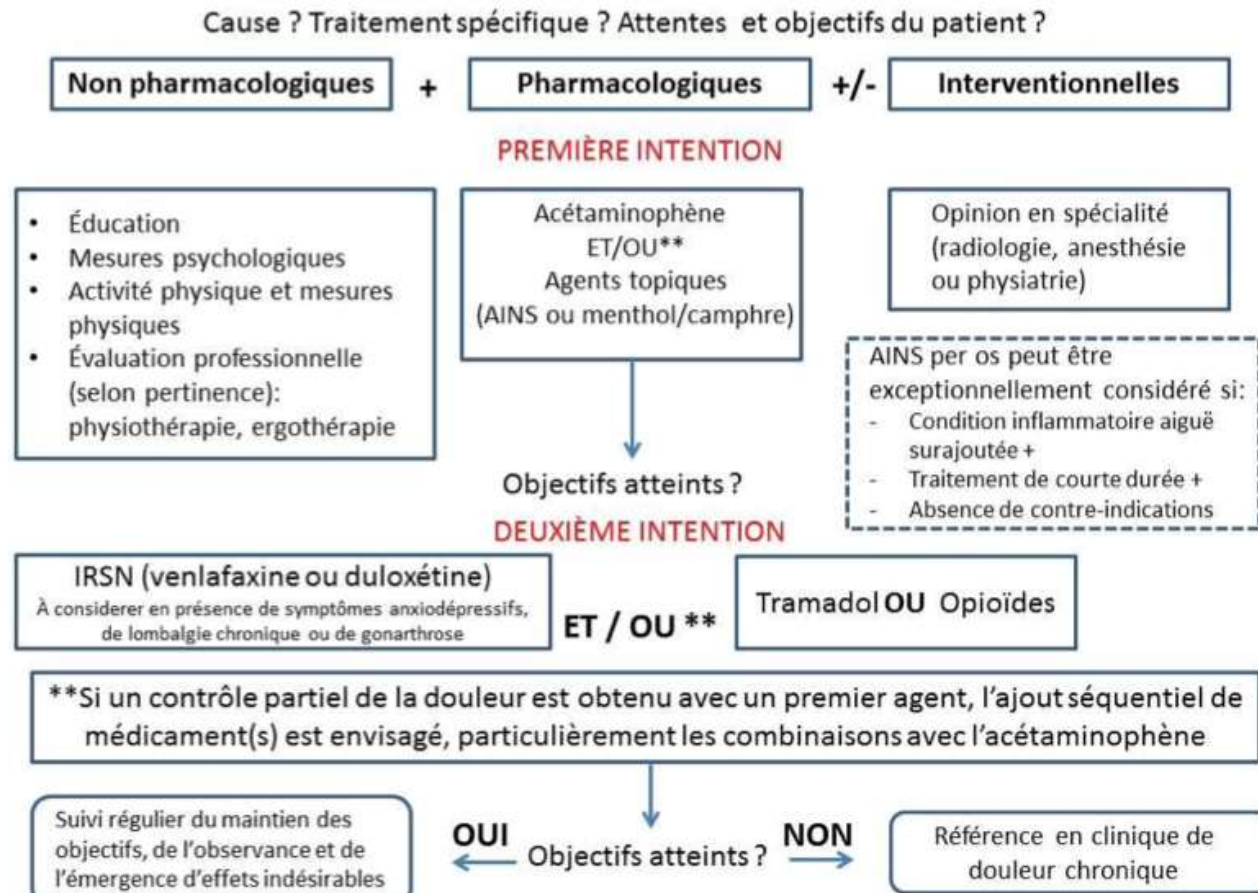 Cause ? Traitement spécifique ? Attentes et objectifs du patient ?
Non pharmacologiques + Pharmacologiques +/- Interventionnelles
PREMIÈRE INTENTION
• Éducation
• Mesures psychologiques
• Activité physique et mesures
physiques
• Évaluation professionnelle
(selon pertinence):
physiothérapie, ergothérapie
Acétaminophène
ET/OU**
Agents topiques
(AINS ou menthol/camphre)
Opinion en spécialité
(radiologie, anesthésie
ou physiatrie)
AINS per os peut être
exceptionnellement considéré si:
- Condition inflammatoire aiguë
surajoutée +
- Traitement de courte durée +
- Absence de contre-indications
Objectifs atteints ?
DEUXIÈME INTENTION
IRSN (venlafaxine ou duloxétine)
À considerer en présence de symptômes anxiodépressifs,
de lombalgie chronique ou de gonarthrose
ET / OU **
Tramadol OU Opioïdes
**Si un contrôle partiel de la douleur est obtenu avec un premier agent, l'ajout séquentiel de
médicament(s) est envisagé, particulièrement les combinaisons avec l'acétaminophène
Suivi régulier du maintien des
objectifs, de l'observance et de
l'émergence d'effets indésirables
OUI
Objectifs atteints ?
NON
Référence en clinique de
douleur chronique